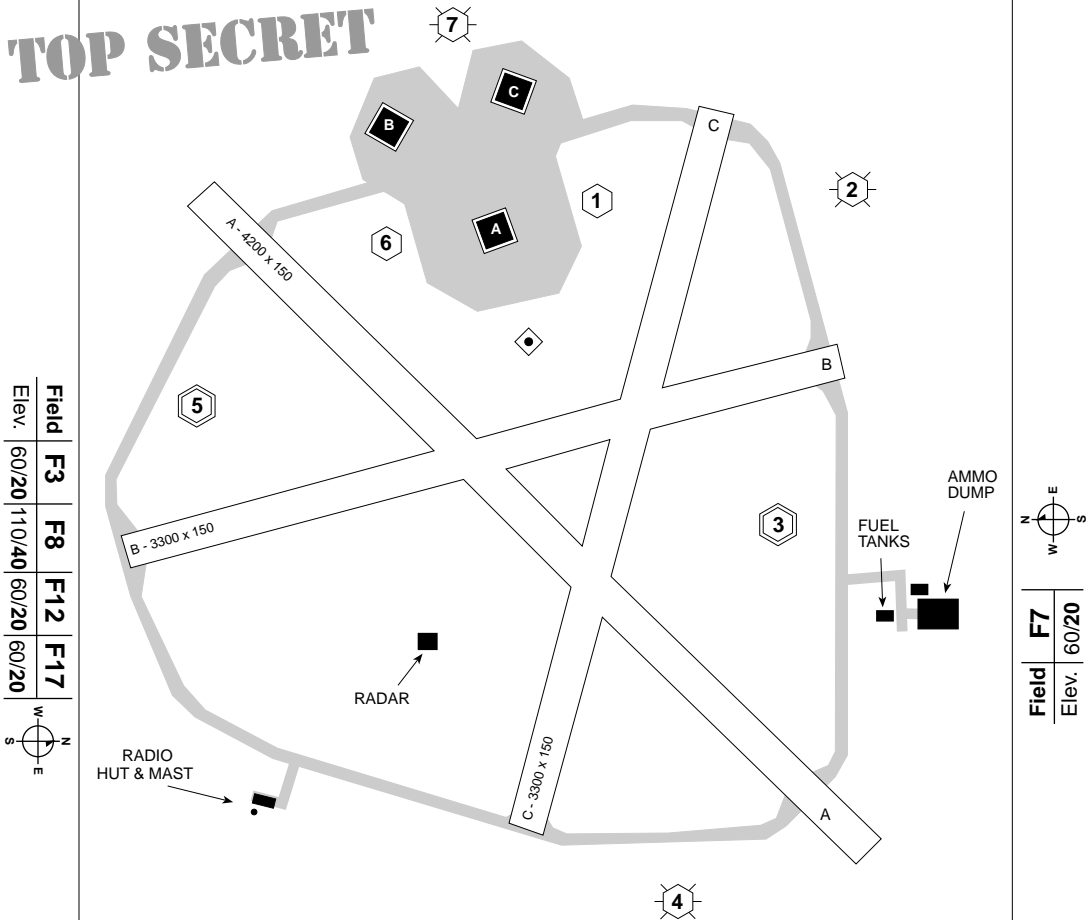 TOP SECRET
7
C
B
C
2
1
A
6
A - 4200 x 150
B
5
Field F3 F8 F12 F17
Elev. 60/20 110/40 60/20 60/20
W
N
S
E
AMMO
DUMP
3
FUEL
TANKS
B - 3300 x 150
E
N
S
W
Field F7
Elev. 60/20
RADAR
RADIO
HUT & MAST
C - 3300 x 150
A
4